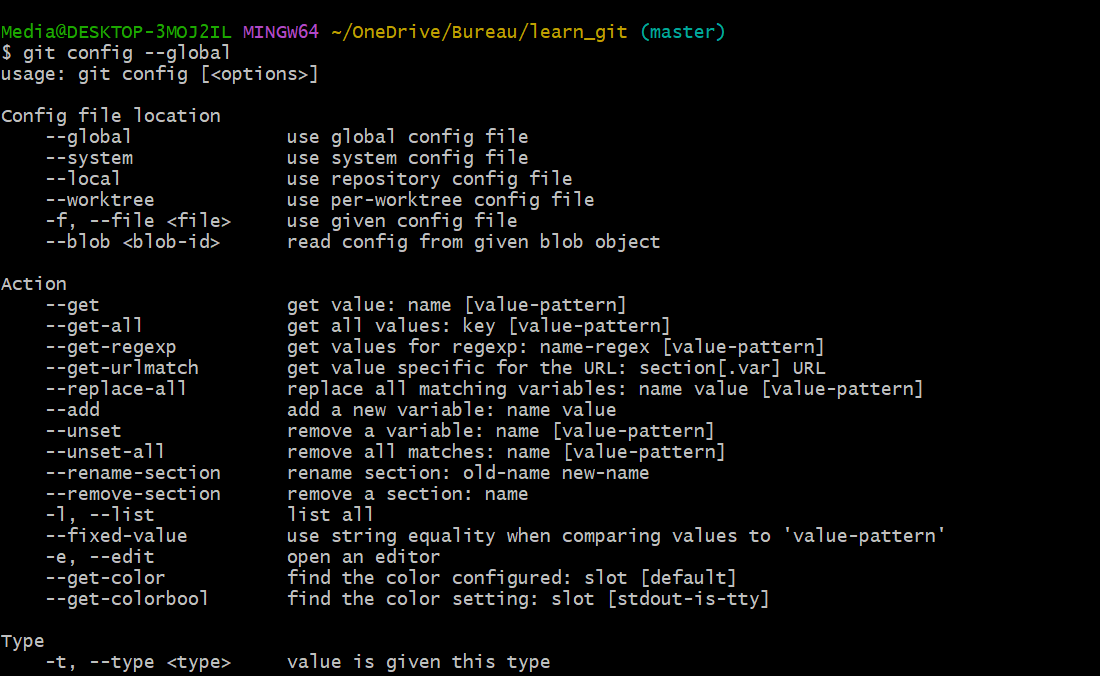 Media@DESKTOP-3MOJ2IL MINGW64 ~/OneDrive/Bureau/learn_git (master)
$ git config --global
usage: git config [<options>]

Config file location
    --global              use global config file
    --system              use system config file
    --local               use repository config file
    --worktree            use per-worktree config file
    -f, --file <file>     use given config file
    --blob <blob-id>      read config from given blob object

Action
    --get                 get value: name [value-pattern]
    --get-all             get all values: key [value-pattern]
    --get-regexp          get values for regexp: name-regex [value-pattern]
    --get-urlmatch        get value specific for the URL: section[.var] URL
    --replace-all         replace all matching variables: name value [value-pattern]
    --add                 add a new variable: name value
    --unset               remove a variable: name [value-pattern]
    --unset-all           remove all matches: name [value-pattern]
    --rename-section      rename section: old-name new-name
    --remove-section      remove a section: name
    -l, --list            list all
    --fixed-value         use string equality when comparing values to 'value-pattern'
    -e, --edit            open an editor
    --get-color           find the color configured: slot [default]
    --get-colorbool       find the color setting: slot [stdout-is-tty]

Type
    -t, --type <type>     value is given this type